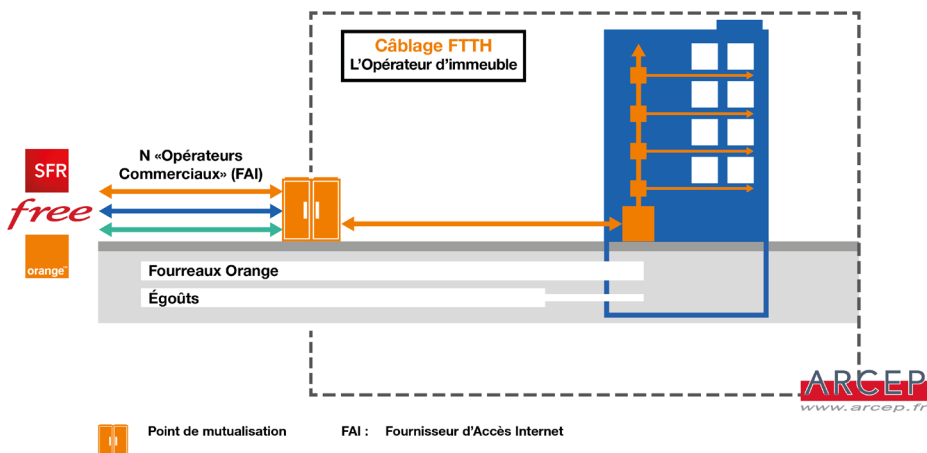 Câblage FTTH
L'Opérateur d'immeuble
N «Opérateurs
Commerciaux» (FAI)
SFR
free
orange™
Fourreaux Orange
Égoûts
ARCEP
www.arcep.fr
Point de mutualisation
FAI : Fournisseur d'Accès Internet